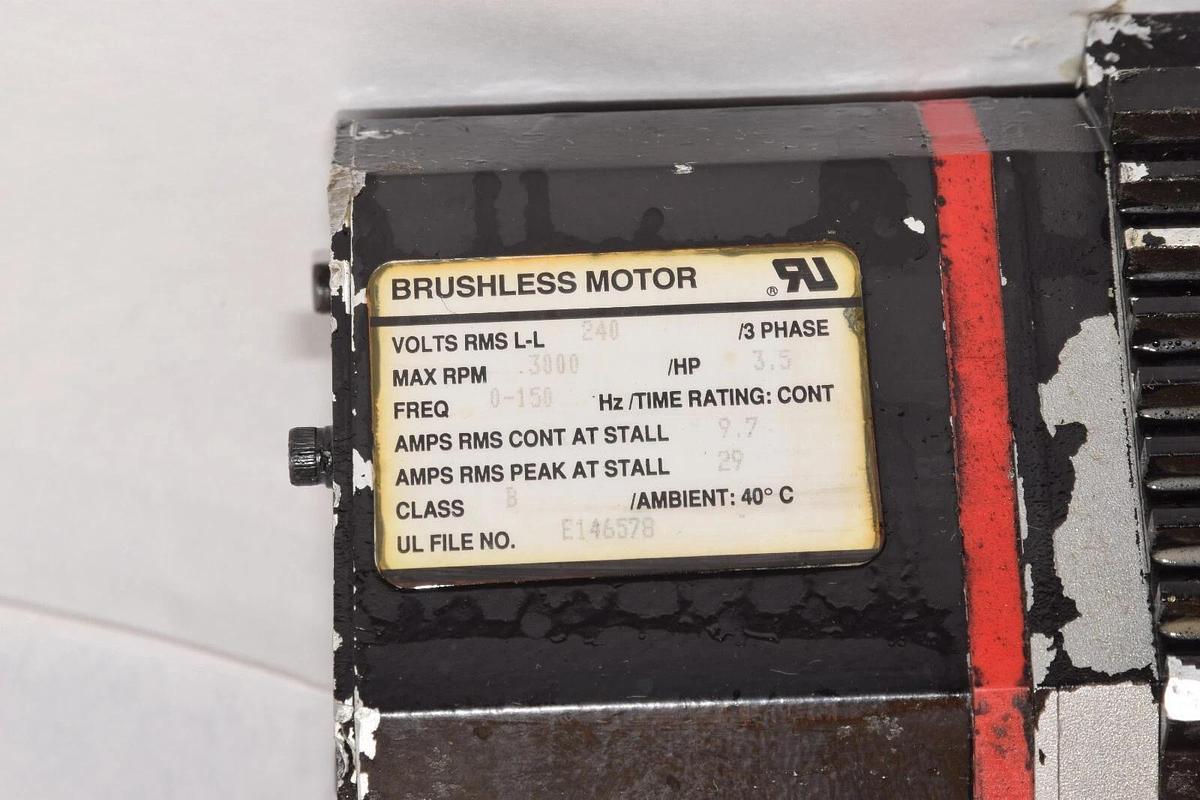 BRUSHLESS MOTOR ® RU
VOLTS RMS L-L 240 /3 PHASE
MAX RPM 3000 /HP 3.5
FREQ 0-150 Hz /TIME RATING: CONT
AMPS RMS CONT AT STALL 9.7
AMPS RMS PEAK AT STALL 29
CLASS B /AMBIENT: 40° C
UL FILE NO. E146578